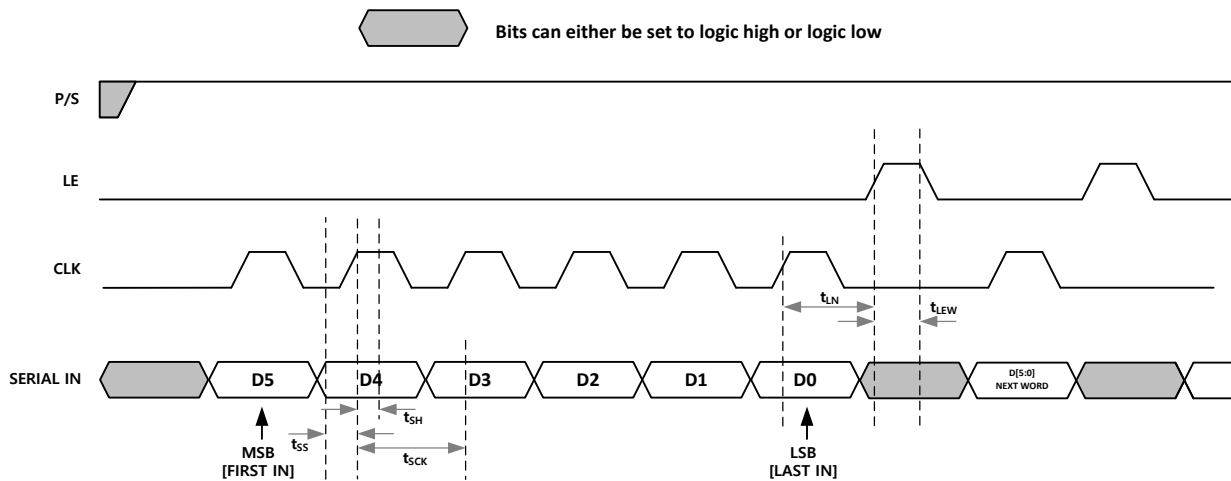 Bits can either be set to logic high or logic low
P/S
LE
CLK
tLN
tLEW
SERIAL IN
D5
D4
D3
D2
D1
D0
D[5:0]
NEXT WORD
tSH
tSS
tSCK
MSB
[FIRST IN]
LSB
[LAST IN]